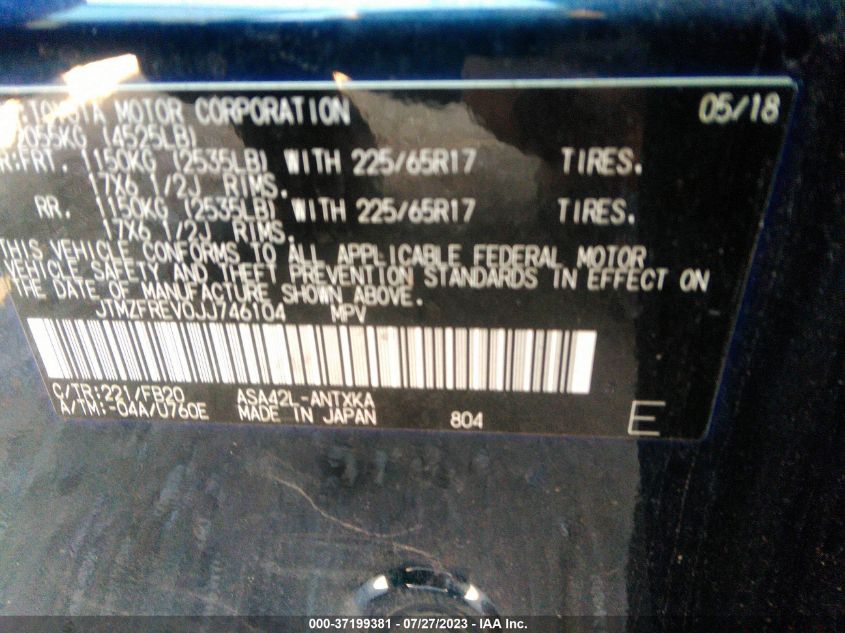 TOYOTA MOTOR CORPORATION 05/18
2055KG (4525LB)
R:FRT. 1150KG (2535LB) WITH 225/65R17 TIRES.
17X6 1/2J RIMS.
RR. 1150KG (2535LB) WITH 225/65R17 TIRES.
17X6 1/2J RIMS.
THIS VEHICLE CONFORMS TO ALL APPLICABLE FEDERAL MOTOR
VEHICLE SAFETY AND THEFT PREVENTION STANDARDS IN EFFECT ON
THE DATE OF MANUFACTURE SHOWN ABOVE.
JTMZFREV0JJ746104 MPV
C/TR:221/FB20 ASA42L-ANTXKA
A/TM:-04A/U760E MADE IN JAPAN 804 E
000-37199381 / 07/27/2023 - IAA Inc.